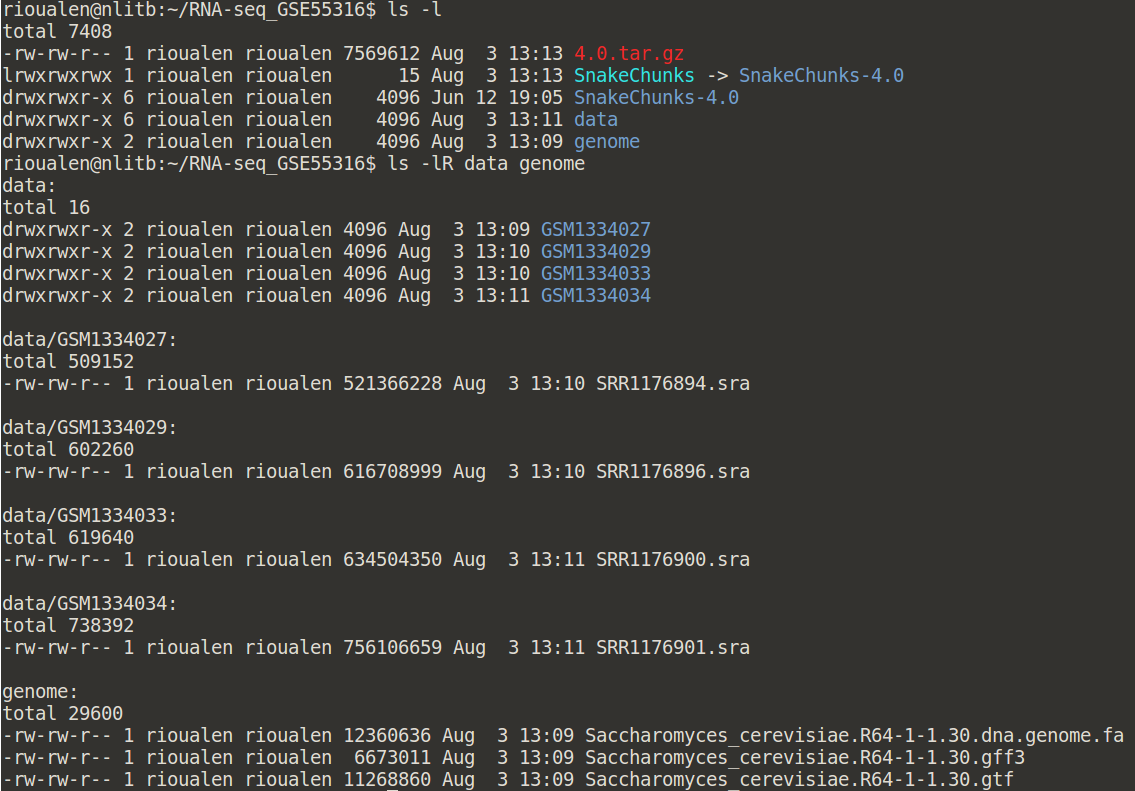 rioualen@nlitb:~/RNA-seq_GSE55316$ ls -l
total 7408
-rw-rw-r-- 1 rioualen rioualen 7569612 Aug  3 13:13 4.0.tar.gz
lrwxrwxrwx 1 rioualen rioualen      15 Aug  3 13:13 SnakeChunks -> SnakeChunks-4.0
drwxrwxr-x 6 rioualen rioualen    4096 Jun 12 19:05 SnakeChunks-4.0
drwxrwxr-x 6 rioualen rioualen    4096 Aug  3 13:11 data
drwxrwxr-x 2 rioualen rioualen    4096 Aug  3 13:09 genome
rioualen@nlitb:~/RNA-seq_GSE55316$ ls -lR data genome
data:
total 16
drwxrwxr-x 2 rioualen rioualen 4096 Aug  3 13:09 GSM1334027
drwxrwxr-x 2 rioualen rioualen 4096 Aug  3 13:10 GSM1334029
drwxrwxr-x 2 rioualen rioualen 4096 Aug  3 13:10 GSM1334033
drwxrwxr-x 2 rioualen rioualen 4096 Aug  3 13:11 GSM1334034

data/GSM1334027:
total 509152
-rw-rw-r-- 1 rioualen rioualen 521366228 Aug  3 13:10 SRR1176894.sra

data/GSM1334029:
total 602260
-rw-rw-r-- 1 rioualen rioualen 616708999 Aug  3 13:10 SRR1176896.sra

data/GSM1334033:
total 619640
-rw-rw-r-- 1 rioualen rioualen 634504350 Aug  3 13:11 SRR1176900.sra

data/GSM1334034:
total 738392
-rw-rw-r-- 1 rioualen rioualen 756106659 Aug  3 13:11 SRR1176901.sra

genome:
total 29600
-rw-rw-r-- 1 rioualen rioualen 12360636 Aug  3 13:09 Saccharomyces_cerevisiae.R64-1-1.30.dna.genome.fa
-rw-rw-r-- 1 rioualen rioualen  6673011 Aug  3 13:09 Saccharomyces_cerevisiae.R64-1-1.30.gff3
-rw-rw-r-- 1 rioualen rioualen 11268860 Aug  3 13:09 Saccharomyces_cerevisiae.R64-1-1.30.gtf